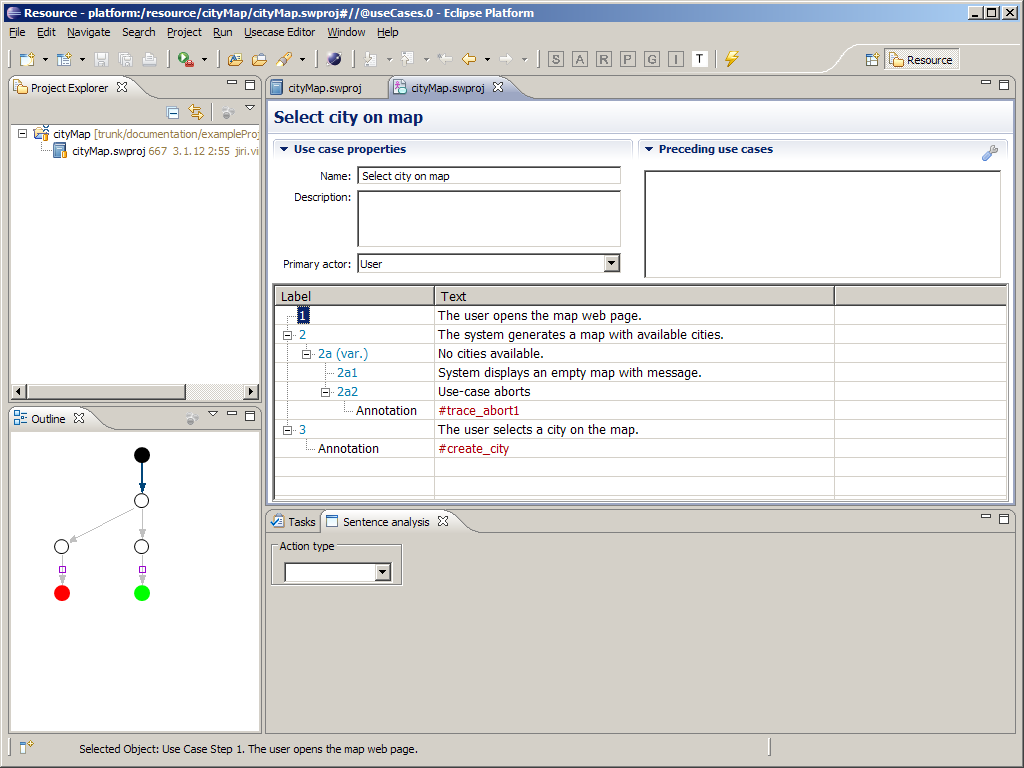 Resource - platform:/resource/cityMap/cityMap.swproj#//@useCases.0 - Eclipse Platform
File Edit Navigate Search Project Run Usecase Editor Window Help
S A R P G I T
Resource
Project Explorer
cityMap.swproj
cityMap.swproj
cityMap [trunk/documentation/exampleProj
cityMap.swproj 667 3.1.12 2:55 jiri.vi
Select city on map
Use case properties
Name: Select city on map
Description:
Primary actor: User
Preceding use cases
Label Text
1 The user opens the map web page.
2 The system generates a map with available cities.
2a (var.) No cities available.
2a1 System displays an empty map with message.
2a2 Use-case aborts
Annotation #trace_abort1
3 The user selects a city on the map.
Annotation #create_city
Outline
Tasks Sentence analysis
Action type
Selected Object: Use Case Step 1. The user opens the map web page.